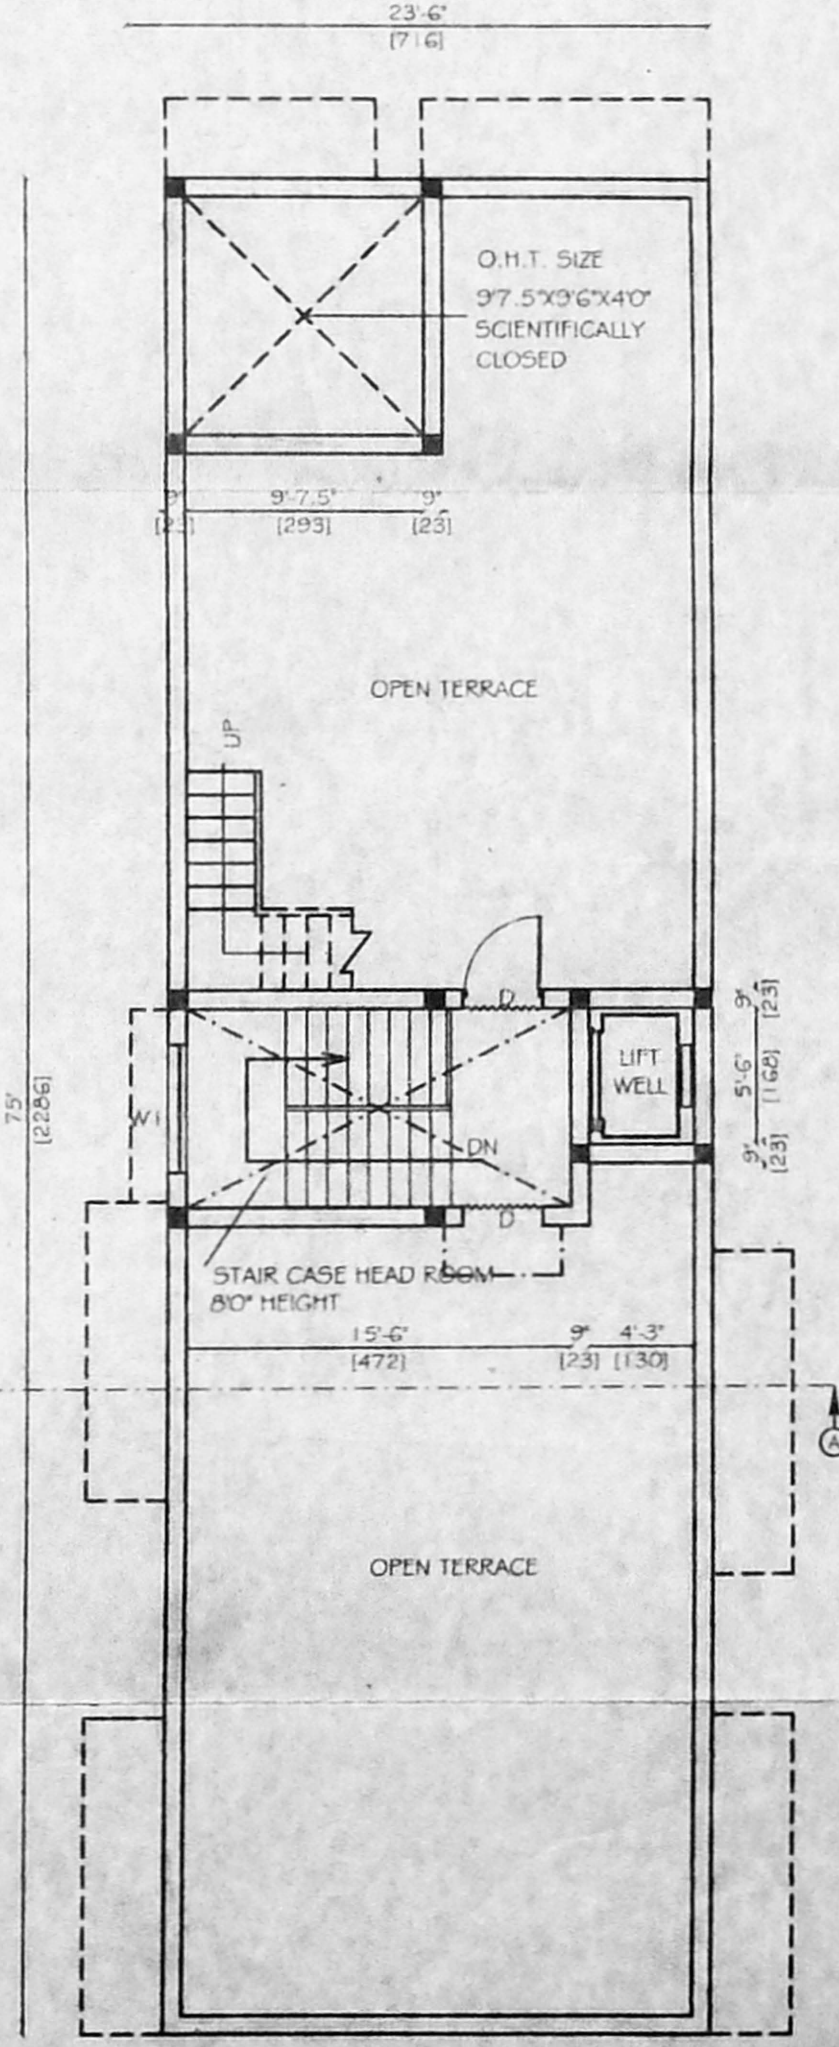 23'-6"
[716]
O.H.T. SIZE
9'7.5"X9'6"X4'0"
SCIENTIFICALLY
CLOSED
9" 9'-7.5" 9"
[23] [293] [23]
OPEN TERRACE
UP
D
9"
[23]
LIFT
WELL
5'-6"
[168]
75'
[2286]
W1
DN
9"
[23]
D
STAIR CASE HEAD ROOM
8'0" HEIGHT
15'-6" 9" 4'-3"
[472] [23] [130]
A
OPEN TERRACE